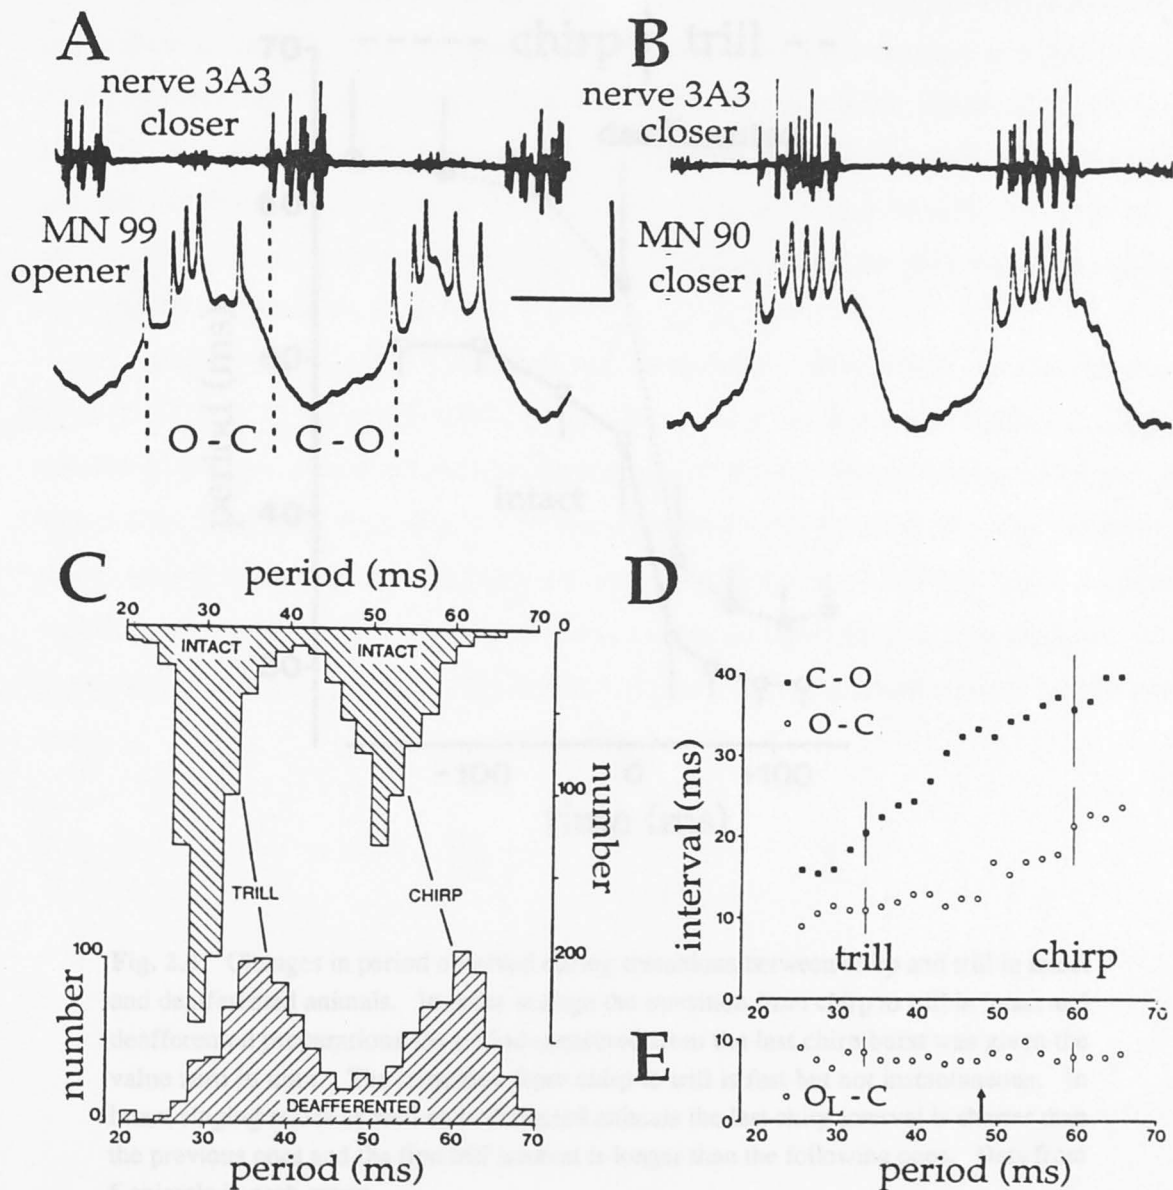 A
nerve 3A3
closer
MN 99
opener
O - C
C - O
B
nerve 3A3
closer
MN 90
closer
C
period (ms)
20 30 40 50 60 70
INTACT
INTACT
0
100
200
number
TRILL
CHIRP
number
100
0
DEAFFERENTED
20 30 40 50 60 70
period (ms)
D
40
30
20
10
0
interval (ms)
C - O
O - C
trill
chirp
20 30 40 50 60 70
E
10
0
O_L - C
20 30 40 50 60 70
period (ms)